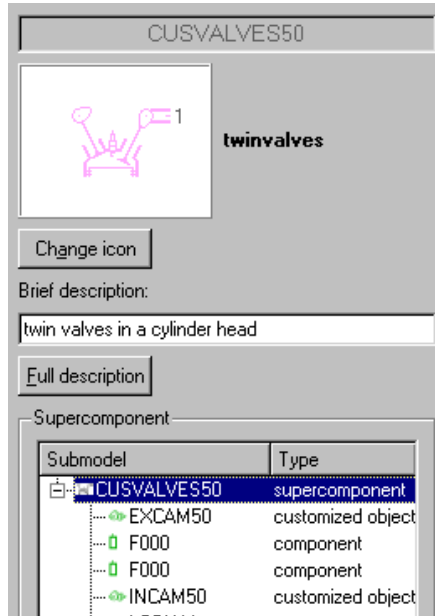 CUSVALVES50
1
twinvalves
Change icon
Brief description:
twin valves in a cylinder head
Full description
Supercomponent
Submodel Type
CUSVALVES50 supercomponent
EXCAM50 customized object
F000 component
F000 component
INCAM50 customized object